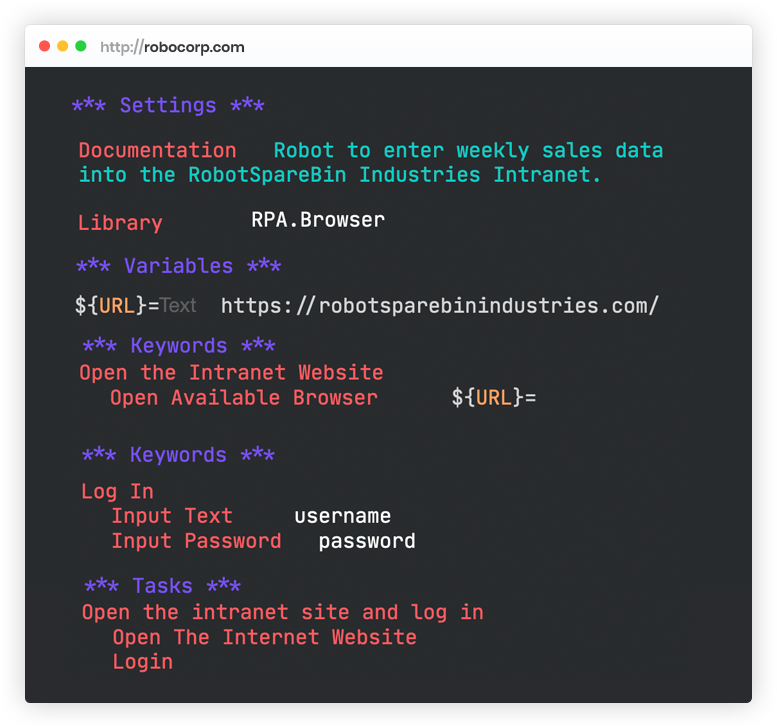 http://robocorp.com
*** Settings ***
Documentation Robot to enter weekly sales data
into the RobotSpareBin Industries Intranet.
Library RPA.Browser
*** Variables ***
${URL}=Text https://robotsparebinindustries.com/
*** Keywords ***
Open the Intranet Website
Open Available Browser ${URL}=
*** Keywords ***
Log In
Input Text username
Input Password password
*** Tasks ***
Open the intranet site and log in
Open The Internet Website
Login